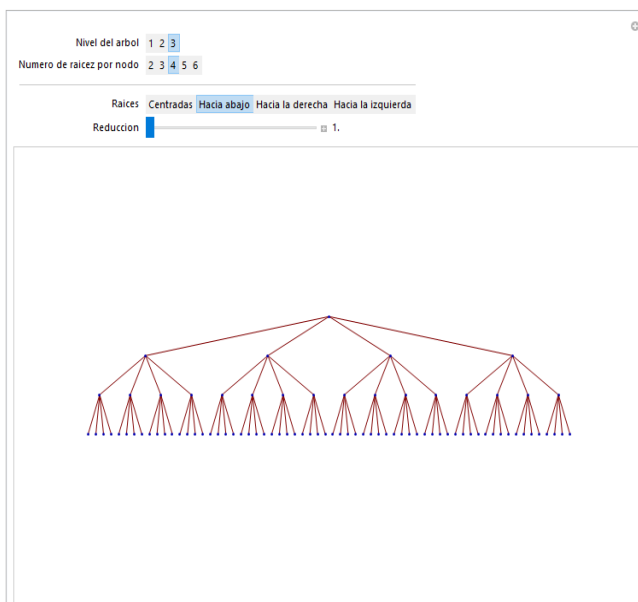 Nivel del arbol 1 2 3
Numero de raicez por nodo 2 3 4 5 6
Raices Centradas Hacia abajo Hacia la derecha Hacia la izquierda
Reduccion 1.